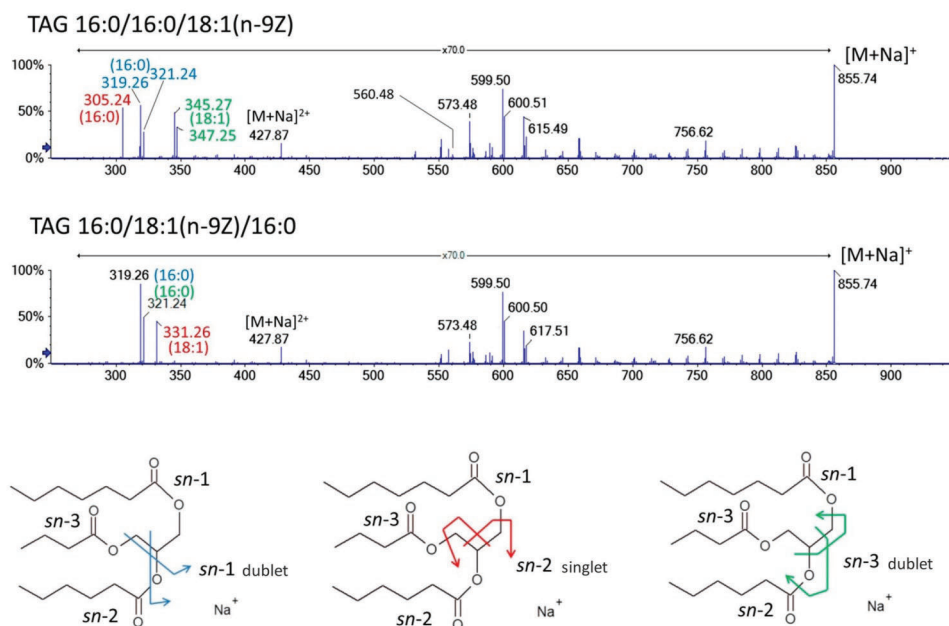 TAG 16:0/16:0/18:1(n-9Z)
x70.0
[M+Na]+
100%
50%
0%
(16:0)
321.24
319.26
305.24
(16:0)
345.27
(18:1)
347.25
[M+Na]2+
427.87
560.48
573.48
599.50
600.51
615.49
756.62
855.74
300 350 400 450 500 550 600 650 700 750 800 850 900
TAG 16:0/18:1(n-9Z)/16:0
x70.0
[M+Na]+
100%
50%
0%
319.26 (16:0)
(16:0)
321.24
331.26
(18:1)
[M+Na]2+
427.87
573.48
599.50
600.50
617.51
756.62
855.74
300 350 400 450 500 550 600 650 700 750 800 850 900
O
sn-1
O
sn-3
O
O
O
O
sn-2
sn-1 dublet
Na+
O
sn-1
O
sn-3
O
O
O
O
sn-2
sn-2 singlet
Na+
O
sn-1
O
sn-3
O
O
O
O
sn-2
sn-3 dublet
Na+